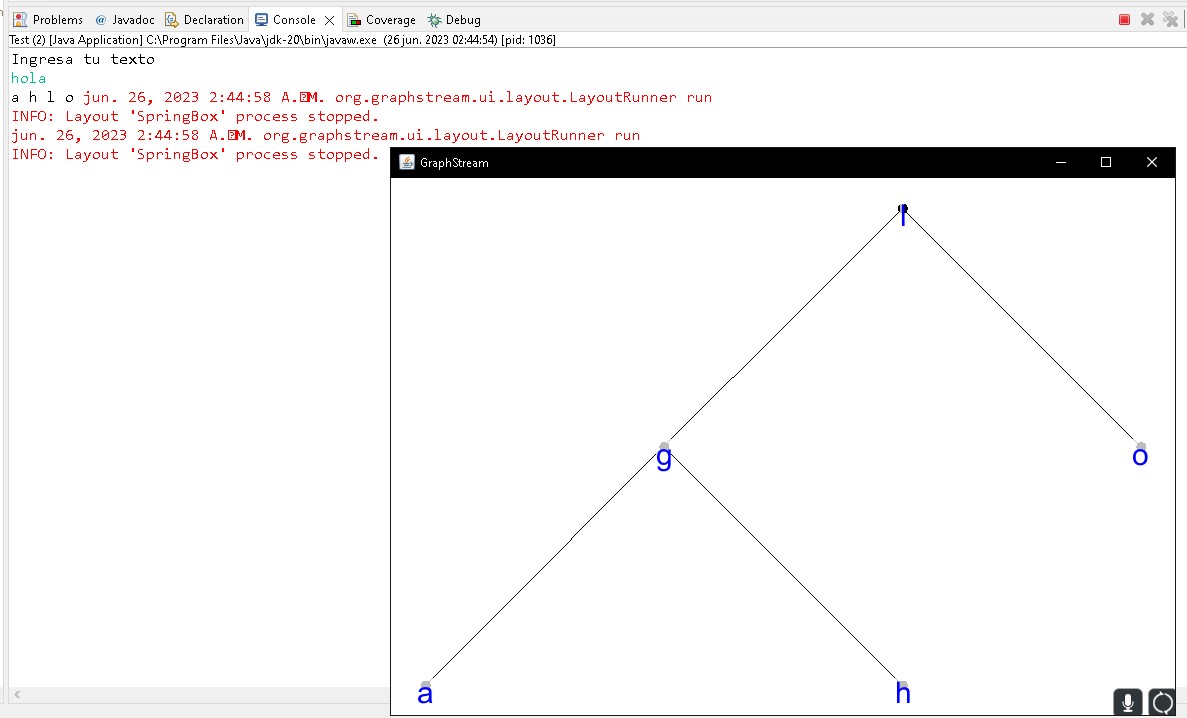 Problems @ Javadoc Declaration Console Coverage Debug
Test (2) [Java Application] C:\Program Files\Java\jdk-20\bin\javaw.exe (26 jun. 2023 02:44:54) [pid: 1036]
Ingresa tu texto
hola
a h l o jun. 26, 2023 2:44:58 A.�M. org.graphstream.ui.layout.LayoutRunner run
INFO: Layout 'SpringBox' process stopped.
jun. 26, 2023 2:44:58 A.�M. org.graphstream.ui.layout.LayoutRunner run
INFO: Layout 'SpringBox' process stopped.
GraphStream
l
g
o
a
h